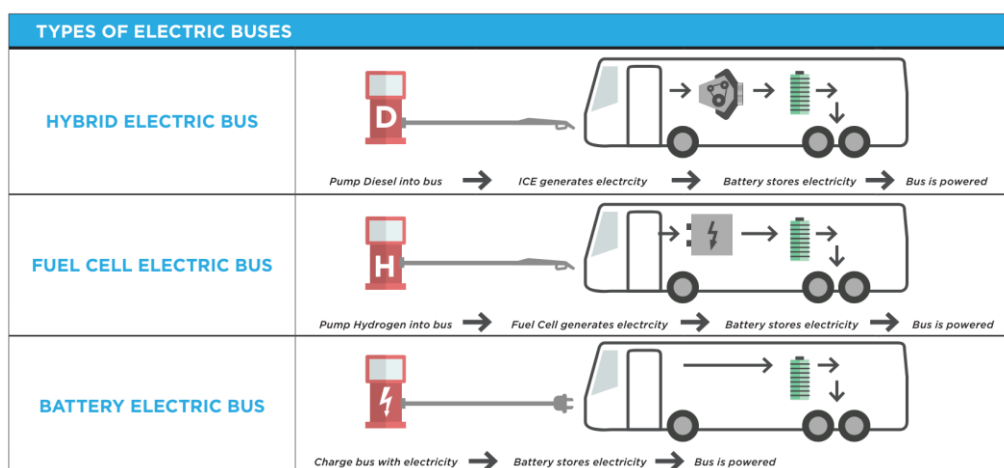 TYPES OF ELECTRIC BUSES
HYBRID ELECTRIC BUS
D
Pump Diesel into bus ICE generates electrcity Battery stores electricity Bus is powered
FUEL CELL ELECTRIC BUS
H
Pump Hydrogen into bus Fuel Cell generates electrcity Battery stores electricity Bus is powered
BATTERY ELECTRIC BUS
Charge bus with electricity Battery stores electricity Bus is powered